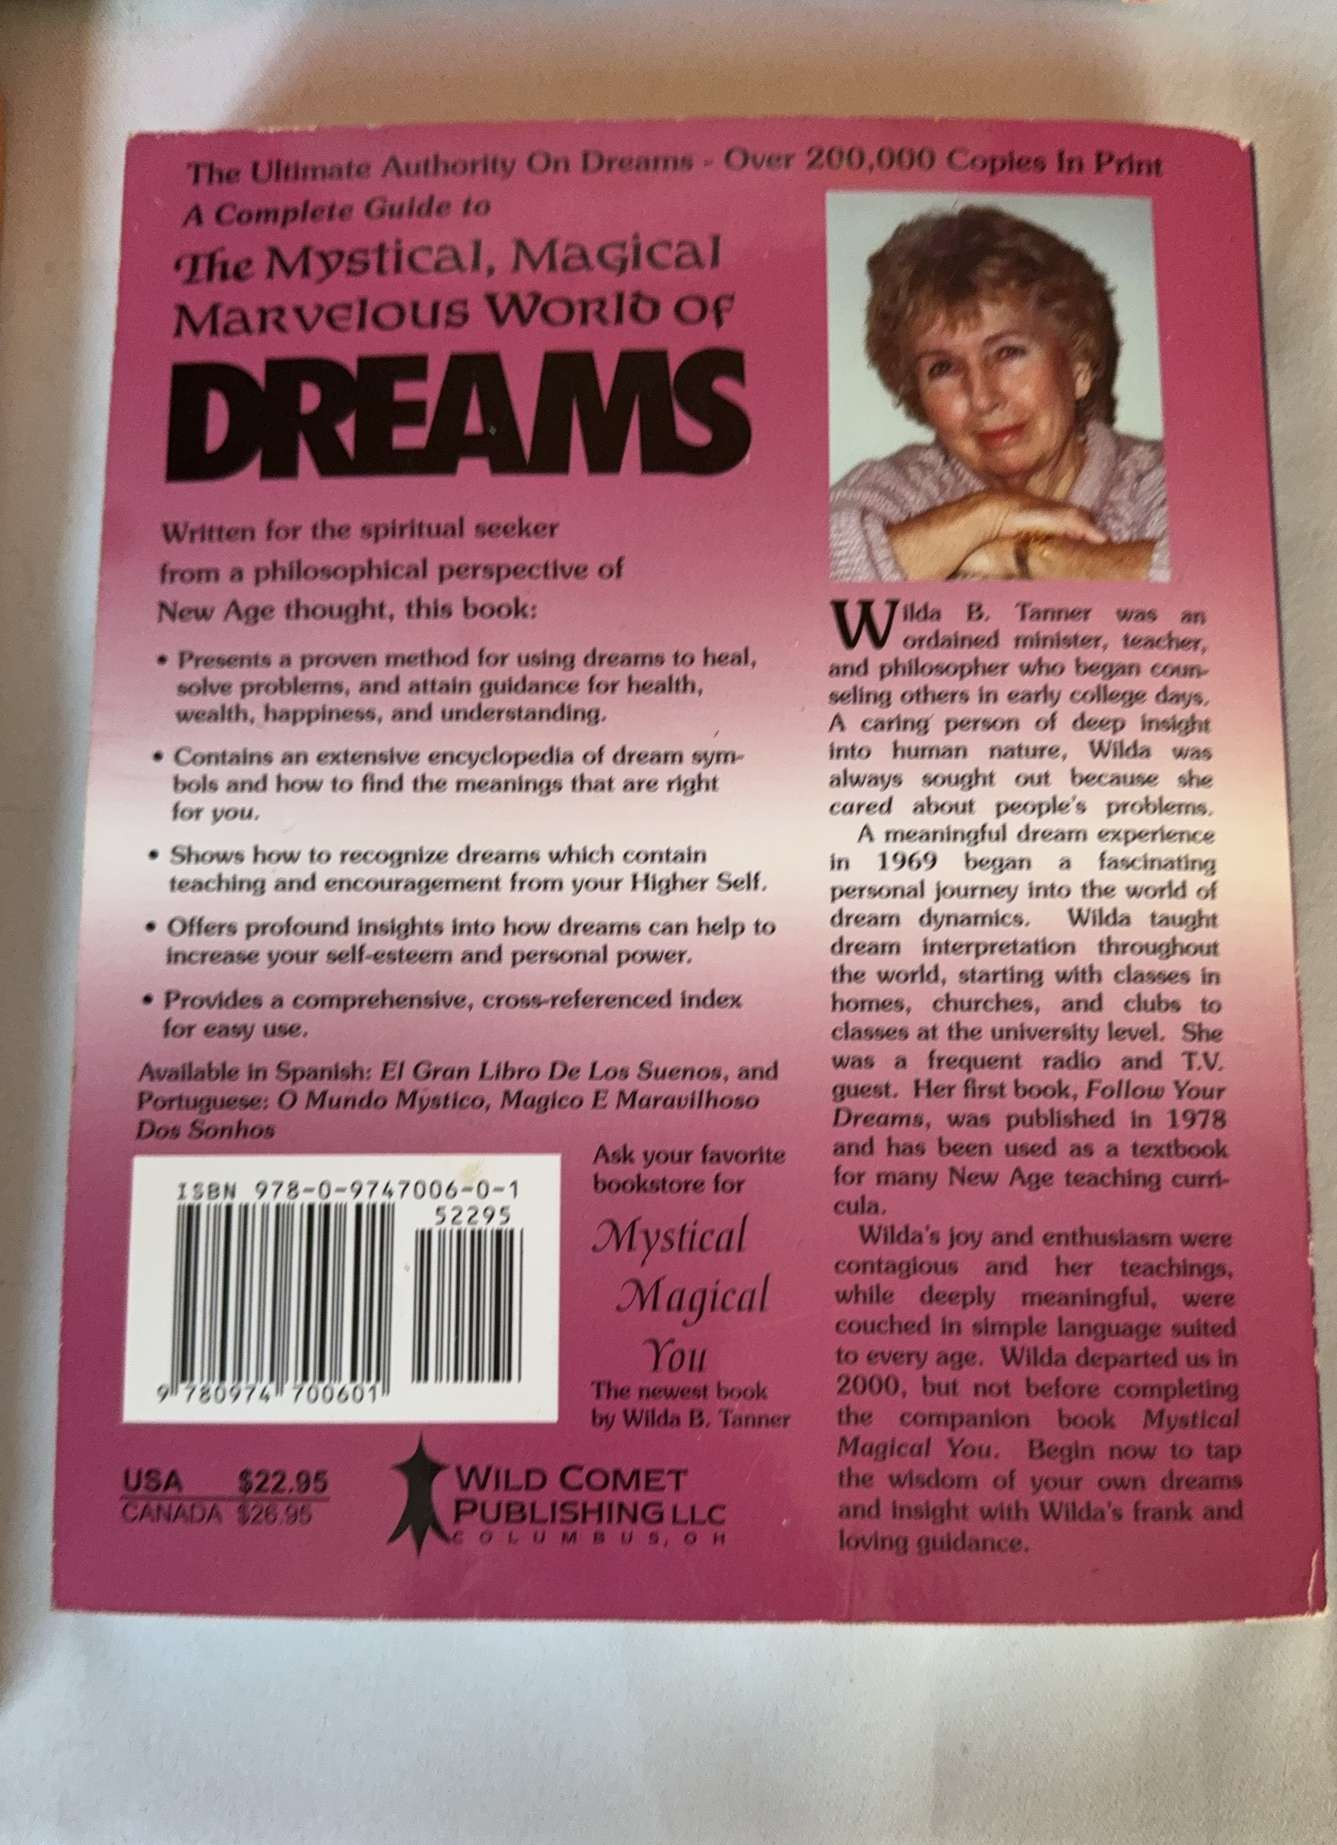 The Ultimate Authority On Dreams - Over 200,000 Copies In Print
A Complete Guide to
The Mystical, Magical
Marvelous World of
DREAMS
Written for the spiritual seeker
from a philosophical perspective of
New Age thought, this book:
• Presents a proven method for using dreams to heal,
solve problems, and attain guidance for health,
wealth, happiness, and understanding.
• Contains an extensive encyclopedia of dream sym-
bols and how to find the meanings that are right
for you.
• Shows how to recognize dreams which contain
teaching and encouragement from your Higher Self.
• Offers profound insights into how dreams can help to
increase your self-esteem and personal power.
• Provides a comprehensive, cross-referenced index
for easy use.
Available in Spanish: El Gran Libro De Los Suenos, and
Portuguese: O Mundo Mystico, Magico E Maravilhoso
Dos Sonhos
ISBN 978-0-9747006-0-1
52295
9 780974 700601
Ask your favorite
bookstore for
Mystical
Magical
You
The newest book
by Wilda B. Tanner
USA $22.95
CANADA $26.95
WILD COMET
PUBLISHING LLC
COLUMBUS, OH
Wilda B. Tanner was an
ordained minister, teacher,
and philosopher who began coun-
seling others in early college days.
A caring person of deep insight
into human nature, Wilda was
always sought out because she
cared about people's problems.
A meaningful dream experience
in 1969 began a fascinating
personal journey into the world of
dream dynamics. Wilda taught
dream interpretation throughout
the world, starting with classes in
homes, churches, and clubs to
classes at the university level. She
was a frequent radio and T.V.
guest. Her first book, Follow Your
Dreams, was published in 1978
and has been used as a textbook
for many New Age teaching curri-
cula.
Wilda's joy and enthusiasm were
contagious and her teachings,
while deeply meaningful, were
couched in simple language suited
to every age. Wilda departed us in
2000, but not before completing
the companion book Mystical
Magical You. Begin now to tap
the wisdom of your own dreams
and insight with Wilda's frank and
loving guidance.